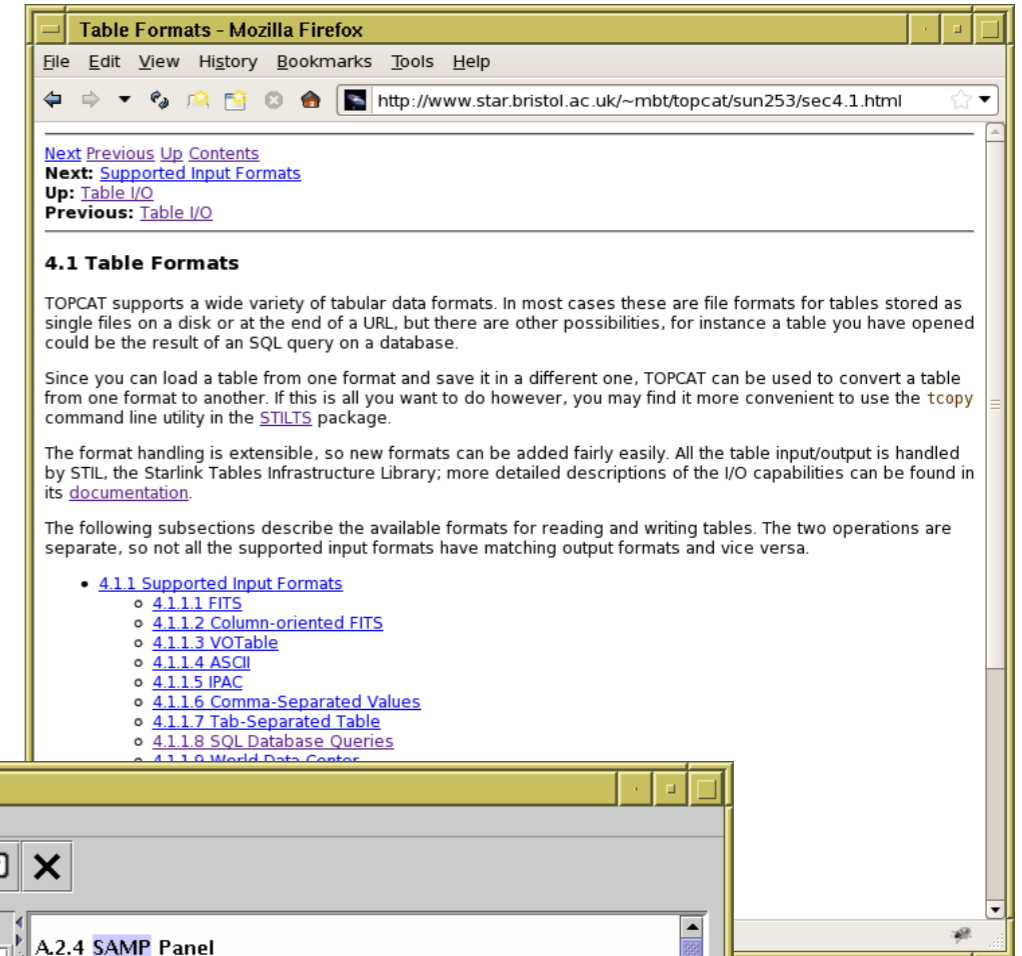 Table Formats - Mozilla Firefox
File Edit View History Bookmarks Tools Help
http://www.star.bristol.ac.uk/~mbt/topcat/sun253/sec4.1.html
Next Previous Up Contents
Next: Supported Input Formats
Up: Table I/O
Previous: Table I/O
4.1 Table Formats
TOPCAT supports a wide variety of tabular data formats. In most cases these are file formats for tables stored as
single files on a disk or at the end of a URL, but there are other possibilities, for instance a table you have opened
could be the result of an SQL query on a database.
Since you can load a table from one format and save it in a different one, TOPCAT can be used to convert a table
from one format to another. If this is all you want to do however, you may find it more convenient to use the tcopy
command line utility in the STILTS package.
The format handling is extensible, so new formats can be added fairly easily. All the table input/output is handled
by STIL, the Starlink Tables Infrastructure Library; more detailed descriptions of the I/O capabilities can be found in
its documentation.
The following subsections describe the available formats for reading and writing tables. The two operations are
separate, so not all the supported input formats have matching output formats and vice versa.
• 4.1.1 Supported Input Formats
o 4.1.1.1 FITS
o 4.1.1.2 Column-oriented FITS
o 4.1.1.3 VOTable
o 4.1.1.4 ASCII
o 4.1.1.5 IPAC
o 4.1.1.6 Comma-Separated Values
o 4.1.1.7 Tab-Separated Table
o 4.1.1.8 SQL Database Queries
o 4.1.1.9 World Data Center
A.2.4 SAMP Panel